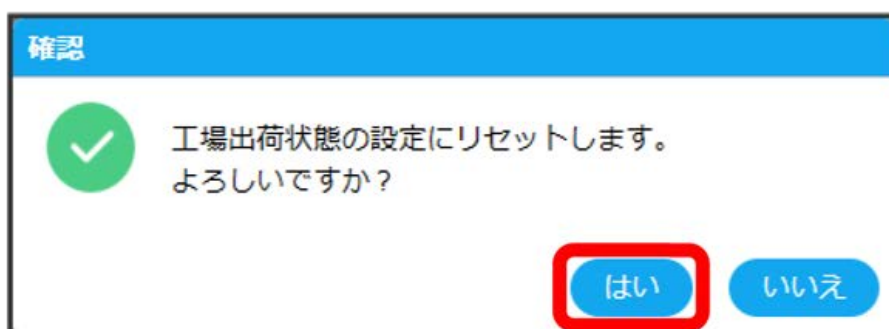 確認
工場出荷状態の設定にリセットします。
よろしいですか？
はい
いいえ